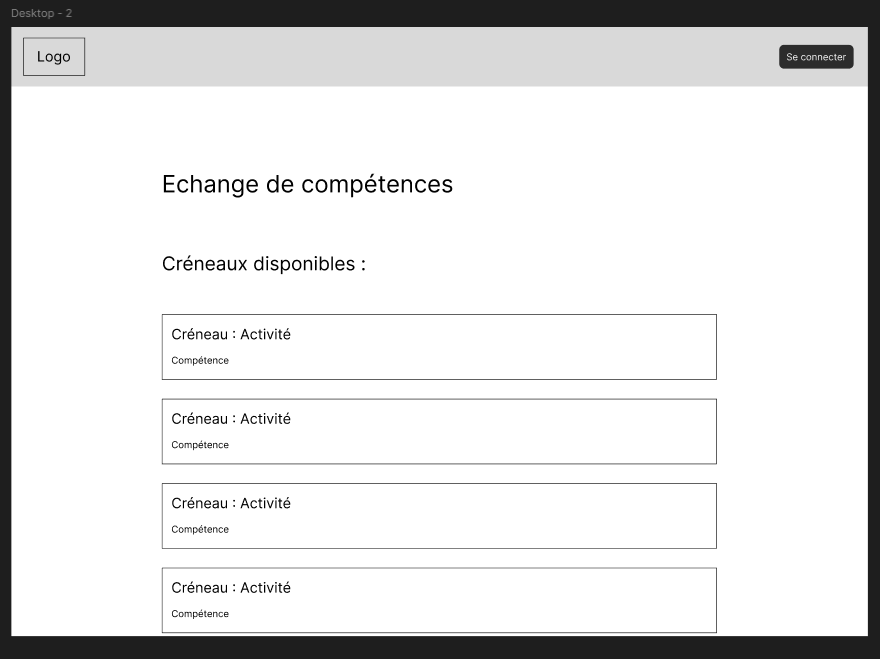 Desktop - 2
Logo
Se connecter
Echange de compétences
Créneaux disponibles :
Créneau : Activité
Compétence
Créneau : Activité
Compétence
Créneau : Activité
Compétence
Créneau : Activité
Compétence